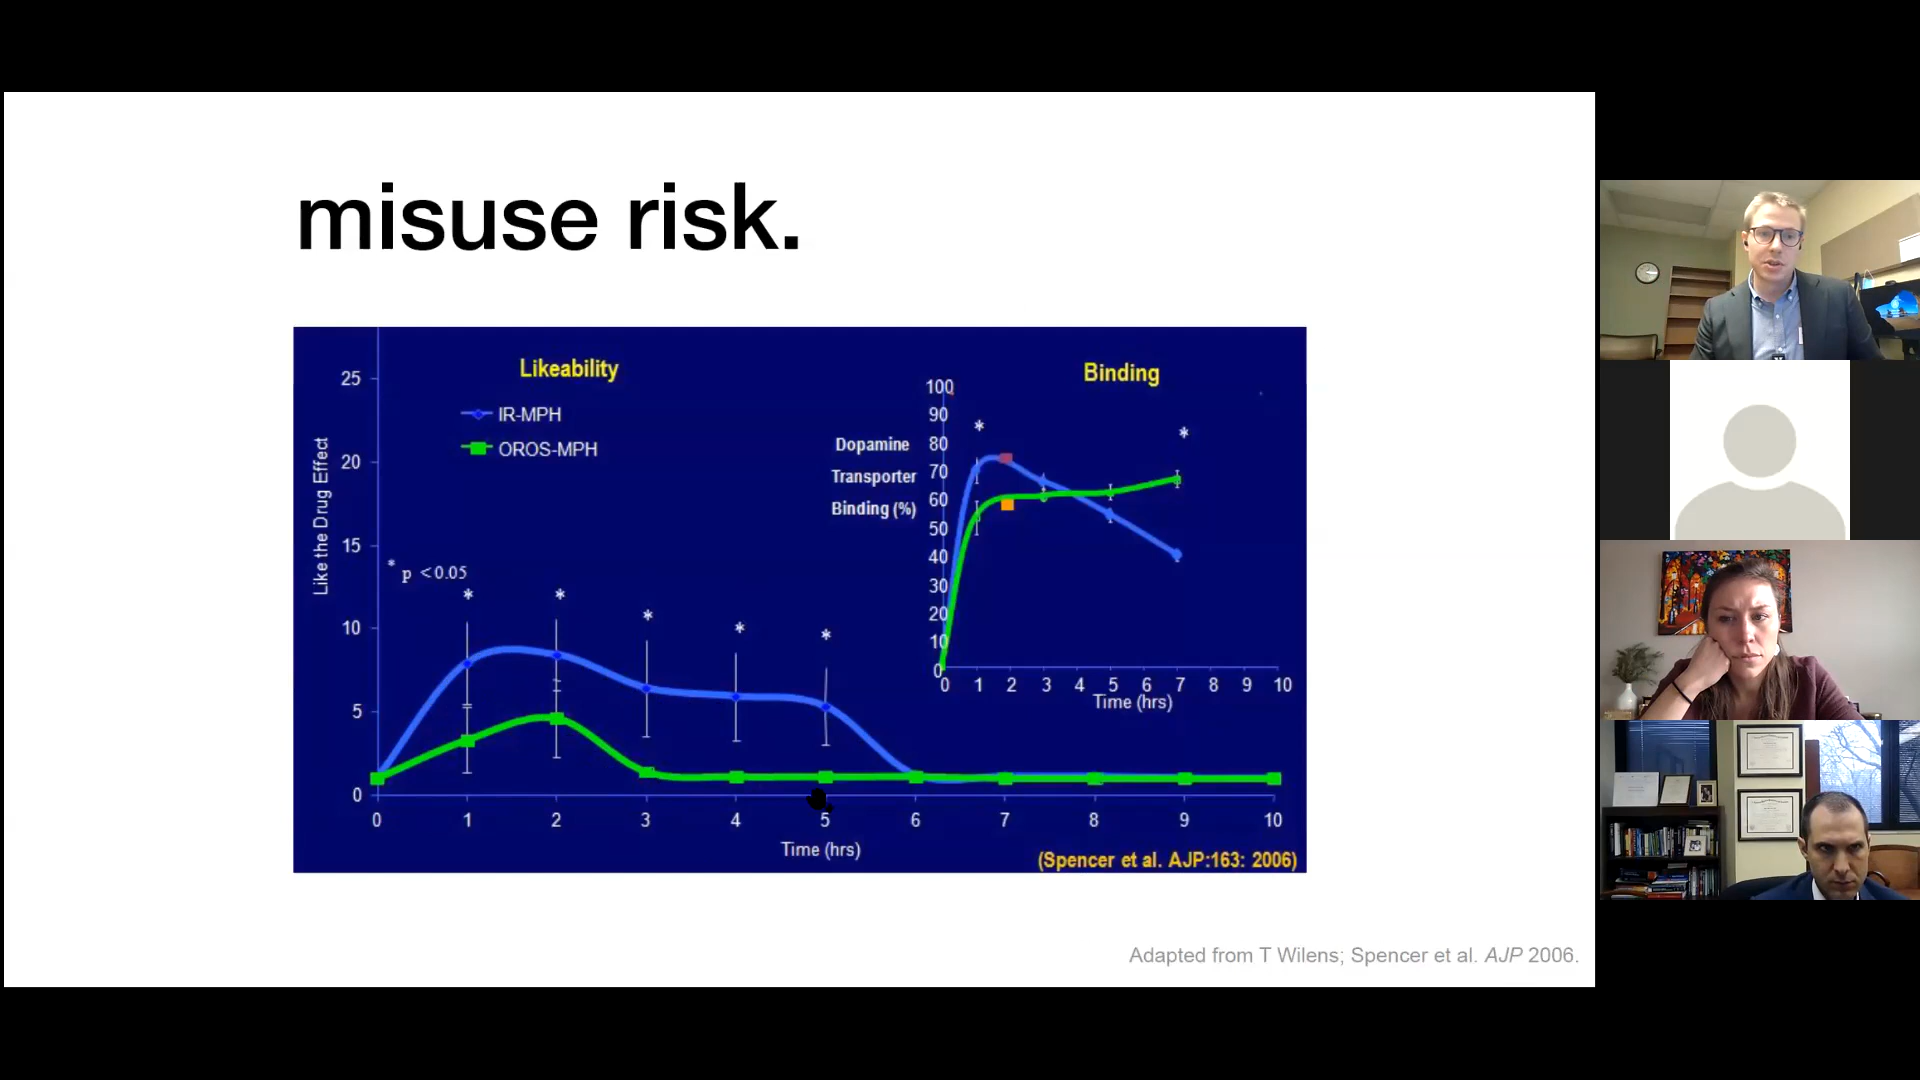 misuse risk.
Likeability
IR-MPH
OROS-MPH
Like the Drug Effect
25
20
15
10
5
0
* p < 0.05
*
*
*
*
*
0 1 2 3 4 5 6 7 8 9 10
Time (hrs)
Binding
Dopamine
Transporter
Binding (%)
100
90
80
70
60
50
40
30
20
10
0
*
*
0 1 2 3 4 5 6 7 8 9 10
Time (hrs)
(Spencer et al. AJP:163: 2006)
Adapted from T Wilens; Spencer et al. AJP 2006.